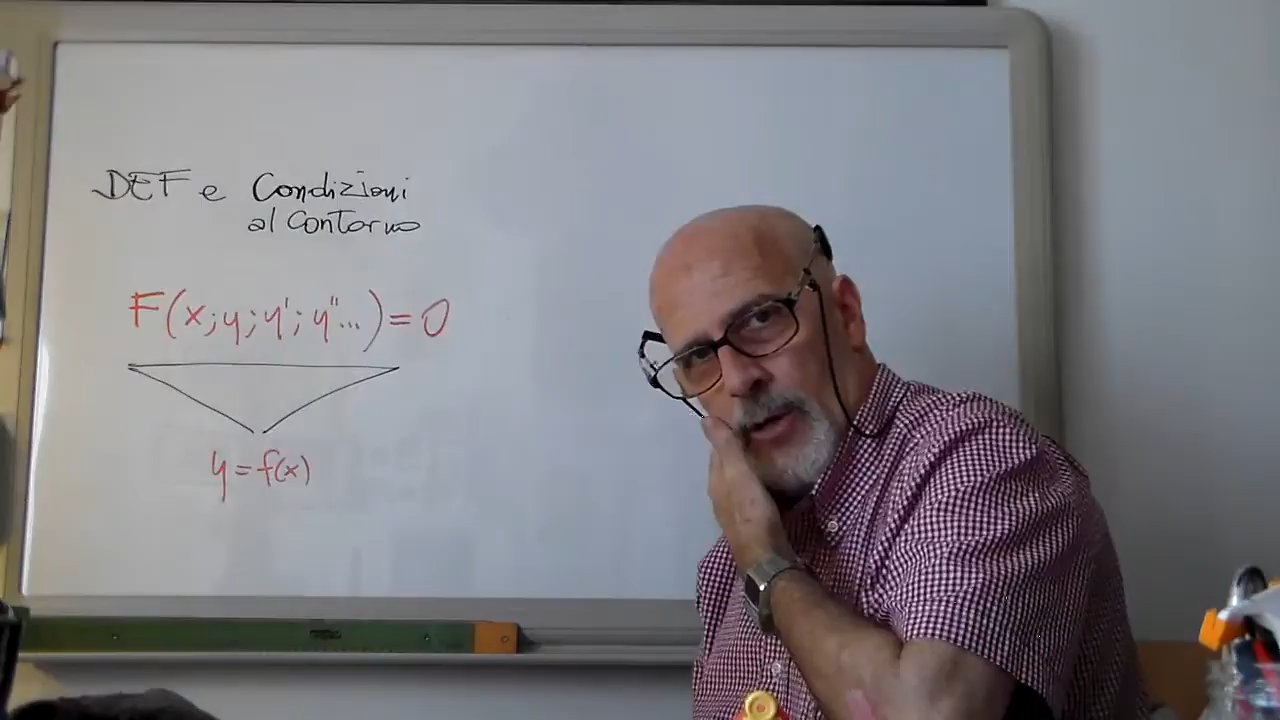 DEF e Condizioni
al Contorno
F(x;y;y';y''...)=0
y=f(x)